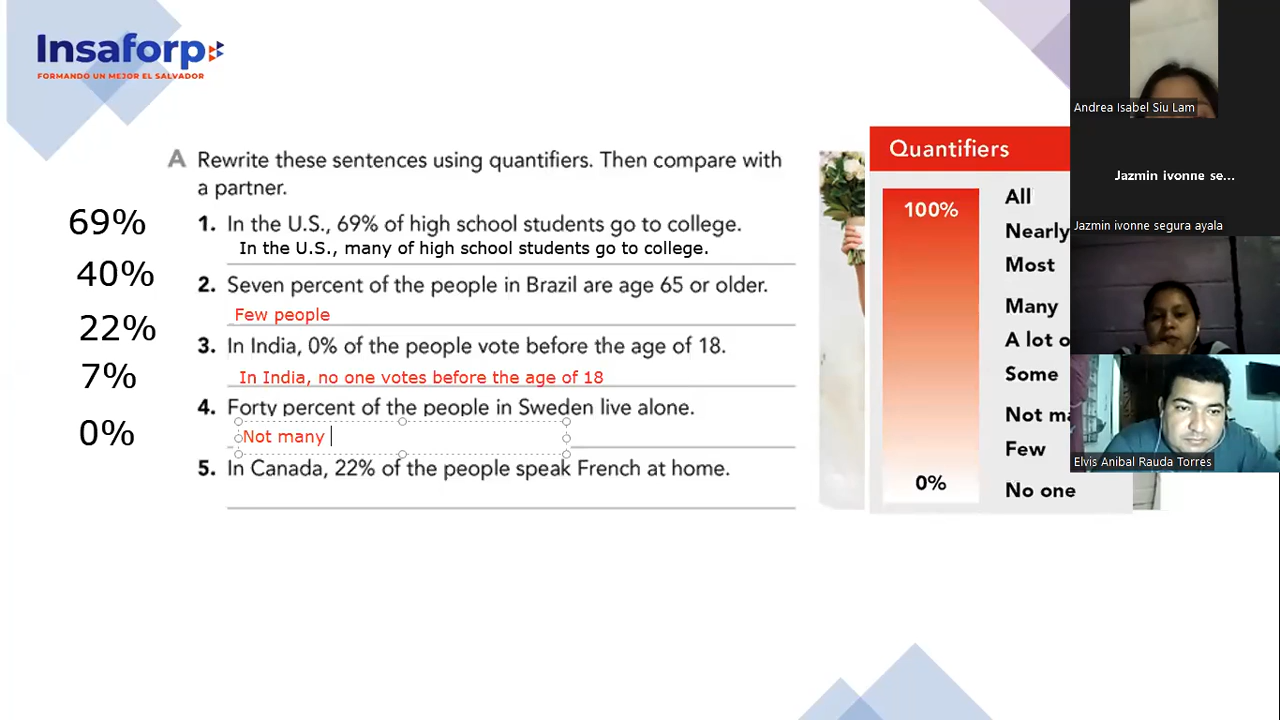 Insaforp
FORMANDO UN MEJOR EL SALVADOR
A Rewrite these sentences using quantifiers. Then compare with
a partner.
69%
40%
22%
7%
0%
1. In the U.S., 69% of high school students go to college.
In the U.S., many of high school students go to college.
2. Seven percent of the people in Brazil are age 65 or older.
Few people
3. In India, 0% of the people vote before the age of 18.
In India, no one votes before the age of 18
4. Forty percent of the people in Sweden live alone.
Not many
5. In Canada, 22% of the people speak French at home.
Quantifiers
100%
0%
All
Nearly
Most
Many
A lot o
Some
Not ma
Few
No one
Andrea Isabel Siu Lam
Jazmin ivonne se...
Jazmin ivonne segura ayala
Elvis Anibal Rauda Torres